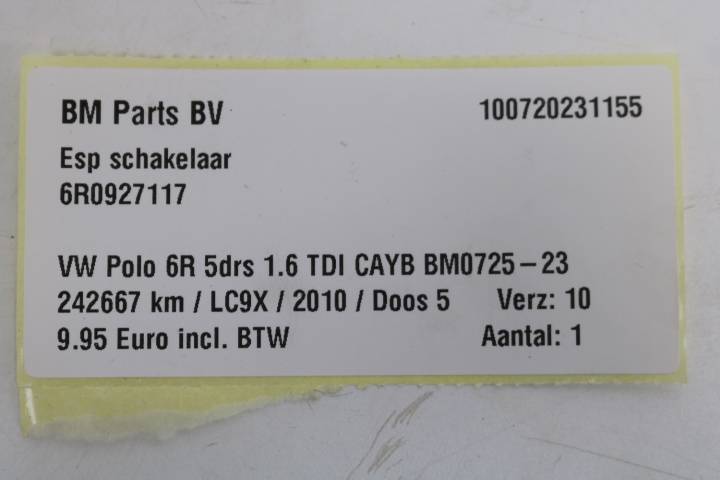 BM Parts BV 100720231155
Esp schakelaar
6R0927117
VW Polo 6R 5drs 1.6 TDI CAYB BM0725-23
242667 km / LC9X / 2010 / Doos 5 Verz: 10
9.95 Euro incl. BTW Aantal: 1